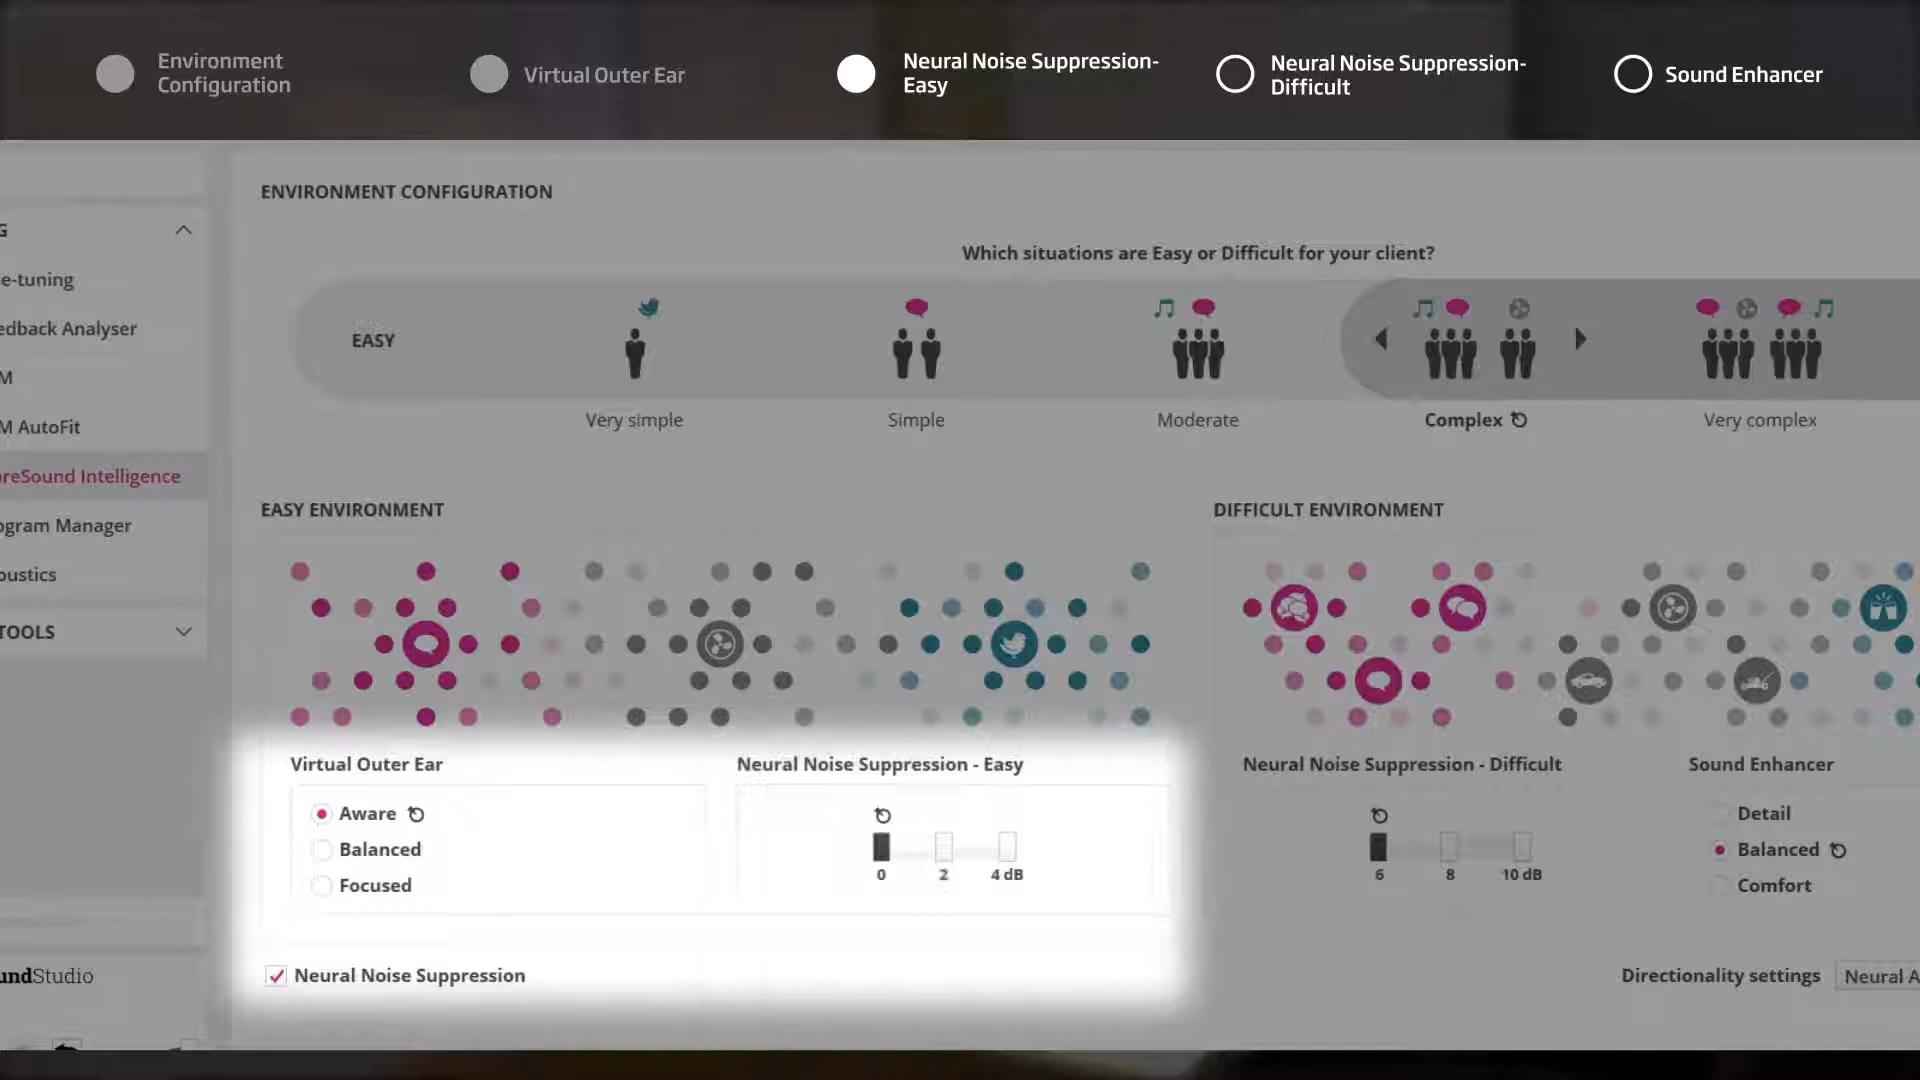 Environment
Configuration
Virtual Outer Ear
Neural Noise Suppression-
Easy
Neural Noise Suppression-
Difficult
Sound Enhancer
ENVIRONMENT CONFIGURATION
G
Which situations are Easy or Difficult for your client?
e-tuning
edback Analyser
EASY
M
M AutoFit
Very simple
Simple
Moderate
Complex
Very complex
reSound Intelligence
EASY ENVIRONMENT
DIFFICULT ENVIRONMENT
ogram Manager
oustics
TOOLS
Virtual Outer Ear
Neural Noise Suppression - Easy
Neural Noise Suppression - Difficult
Sound Enhancer
Aware
Balanced
Focused
0 2 4 dB
6 8 10 dB
Detail
Balanced
Comfort
undStudio
Neural Noise Suppression
Directionality settings
Neural A